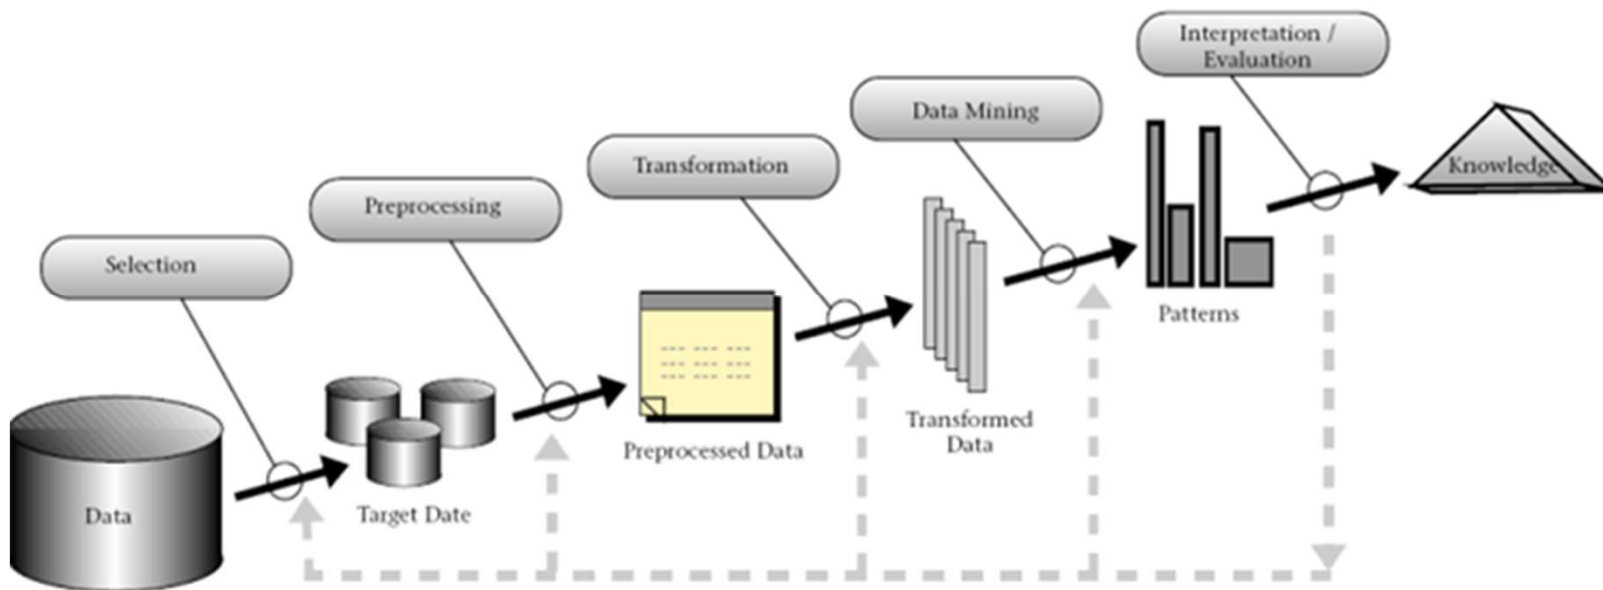 Interpretation /
Evaluation
Data Mining
Transformation
Preprocessing
Selection
Knowledge
Patterns
Transformed
Data
Preprocessed Data
Target Date
Data